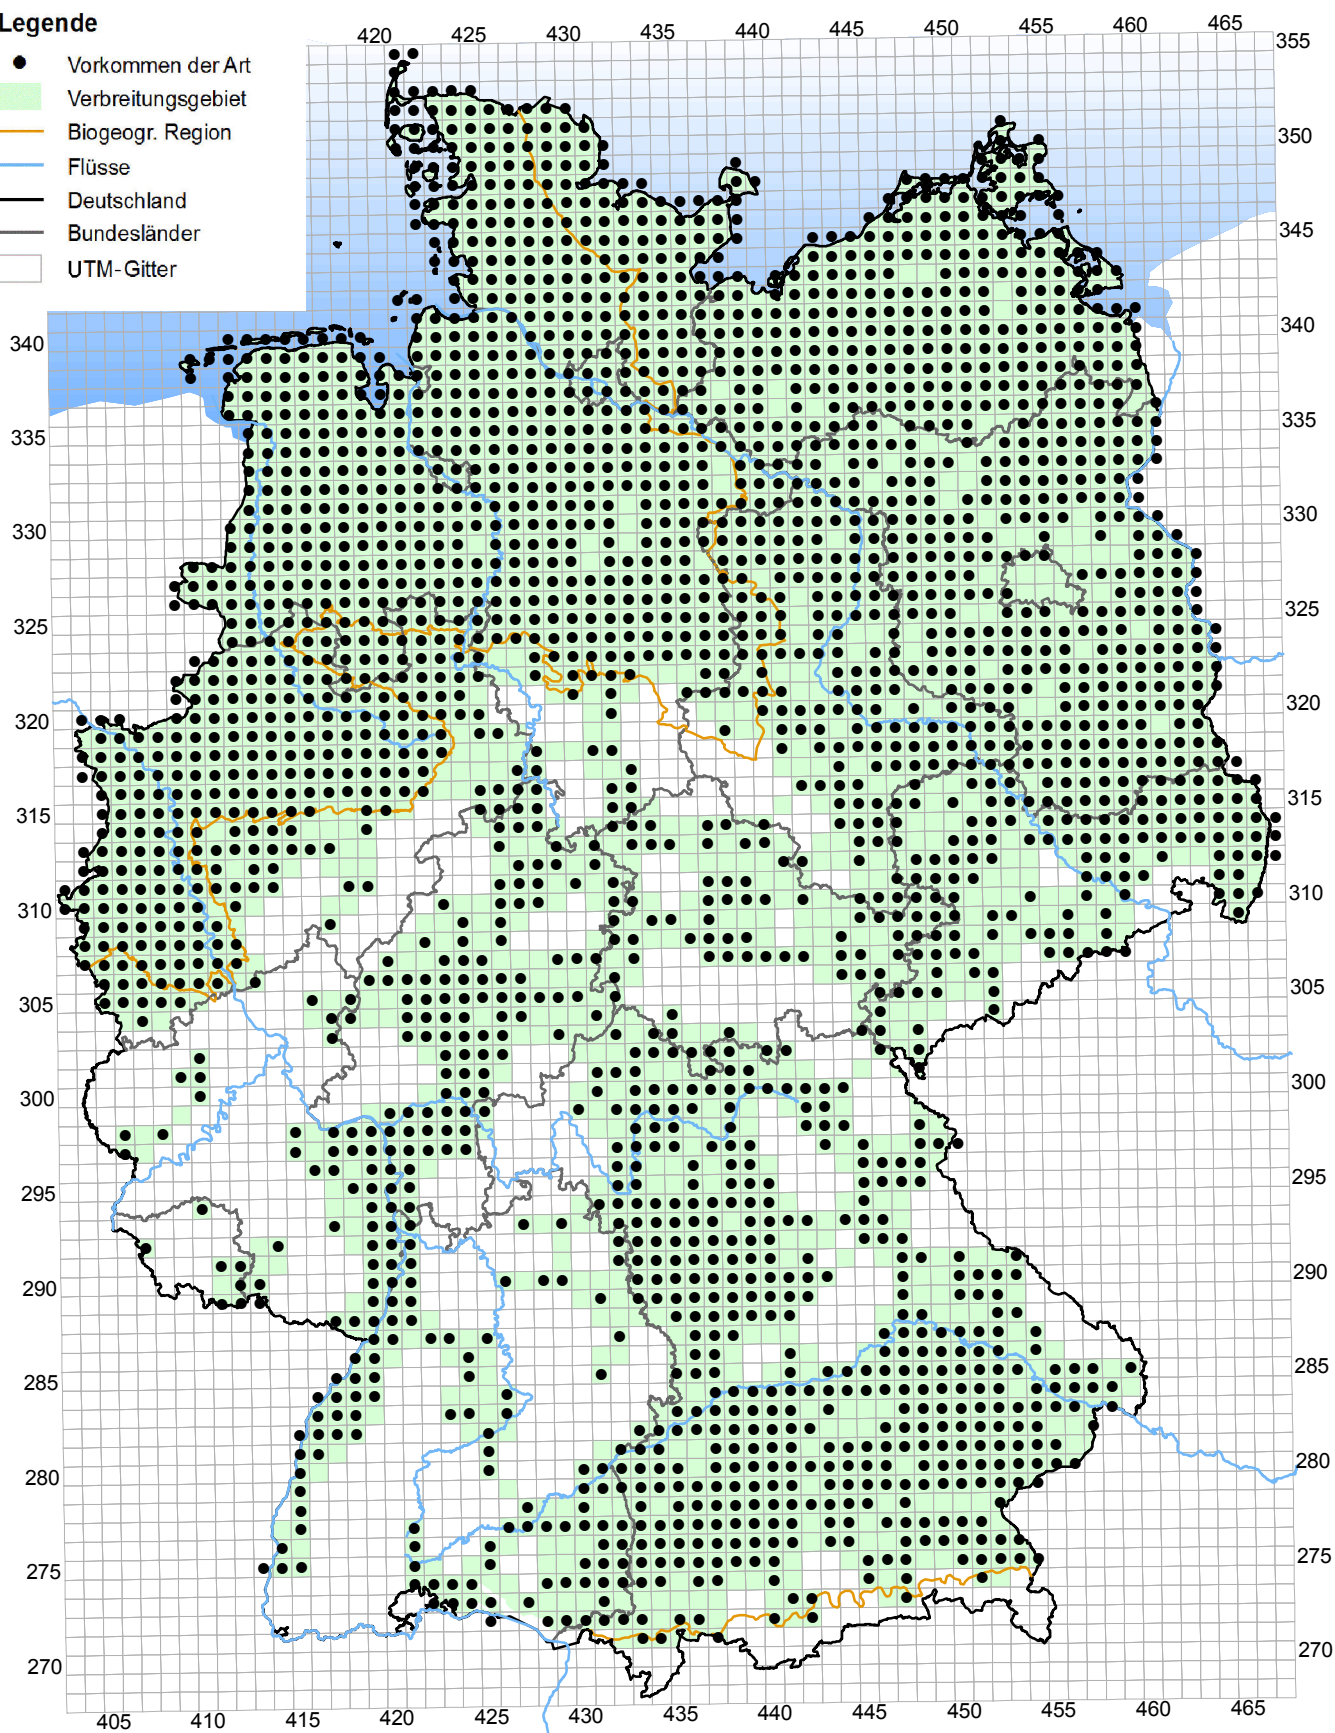 Legende
Vorkommen der Art
Verbreitungsgebiet
Biogeogr. Region
Flüsse
Deutschland
Bundesländer
UTM-Gitter
420 425 430 435 440 445 450 455 460 465
355
350
345
340 340
335 335
330 330
325 325
320 320
315 315
310 310
305 305
300 300
295 295
290 290
285 285
280 280
275 275
270 270
405 410 415 420 425 430 435 440 445 450 455 460 465